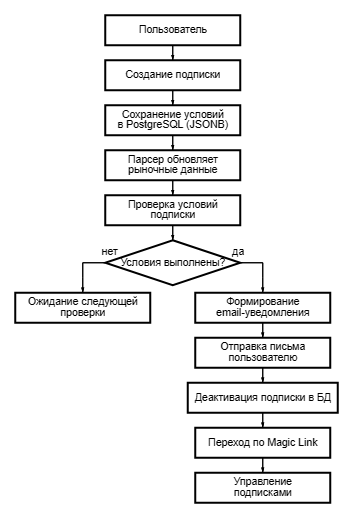 Пользователь
Создание подписки
Сохранение условий
в PostgreSQL (JSONB)
Парсер обновляет
рыночные данные
Проверка условий
подписки
нет
да
Условия выполнены?
Ожидание следующей
проверки
Формирование
email-уведомления
Отправка письма
пользователю
Деактивация подписки в БД
Переход по Magic Link
Управление
подписками